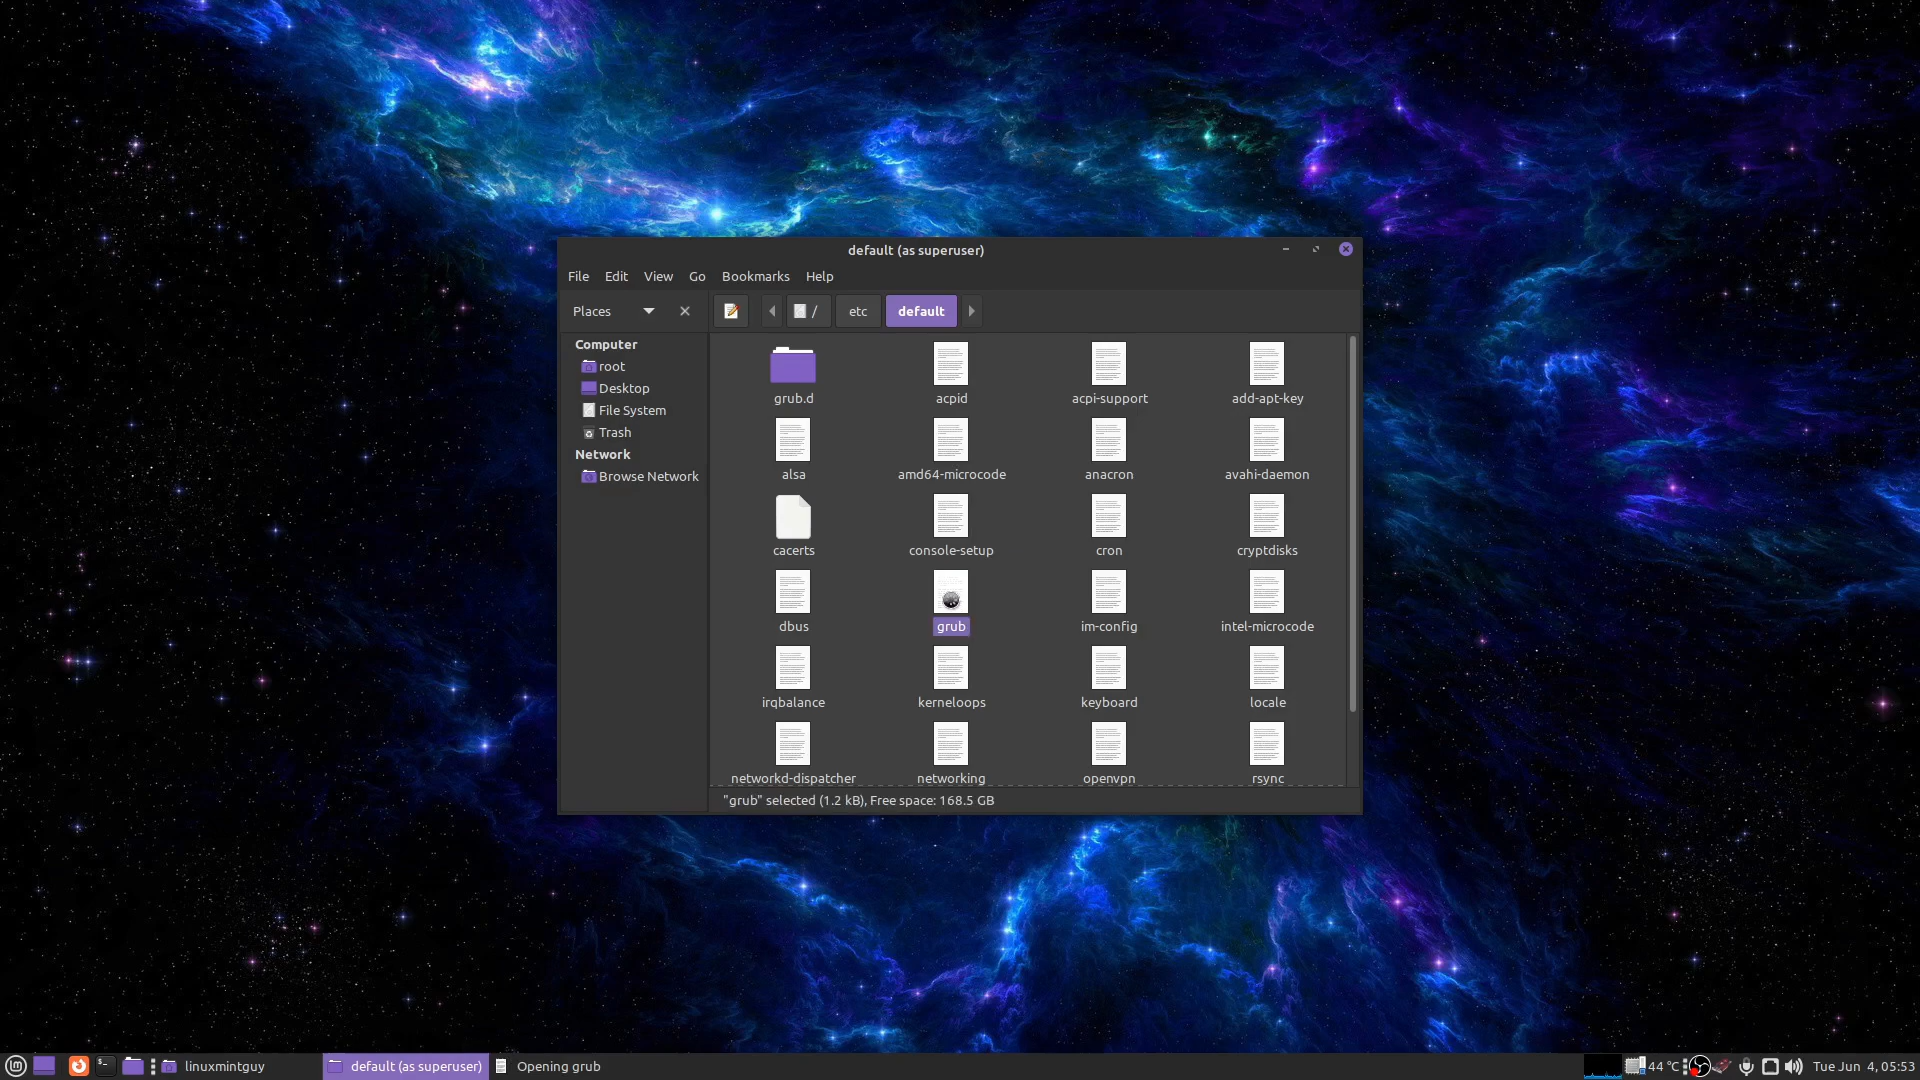 default (as superuser)
File Edit View Go Bookmarks Help
Places
/ etc default
Computer
root
Desktop
File System
Trash
Network
Browse Network
grub.d acpid acpi-support add-apt-key
alsa amd64-microcode anacron avahi-daemon
cacerts console-setup cron cryptdisks
dbus grub im-config intel-microcode
irqbalance kerneloops keyboard locale
networkd-dispatcher networking openvpn rsync
"grub" selected (1.2 kB), Free space: 168.5 GB
linuxmintguy default (as superuser) Opening grub 44 °C Tue Jun 4, 05:53